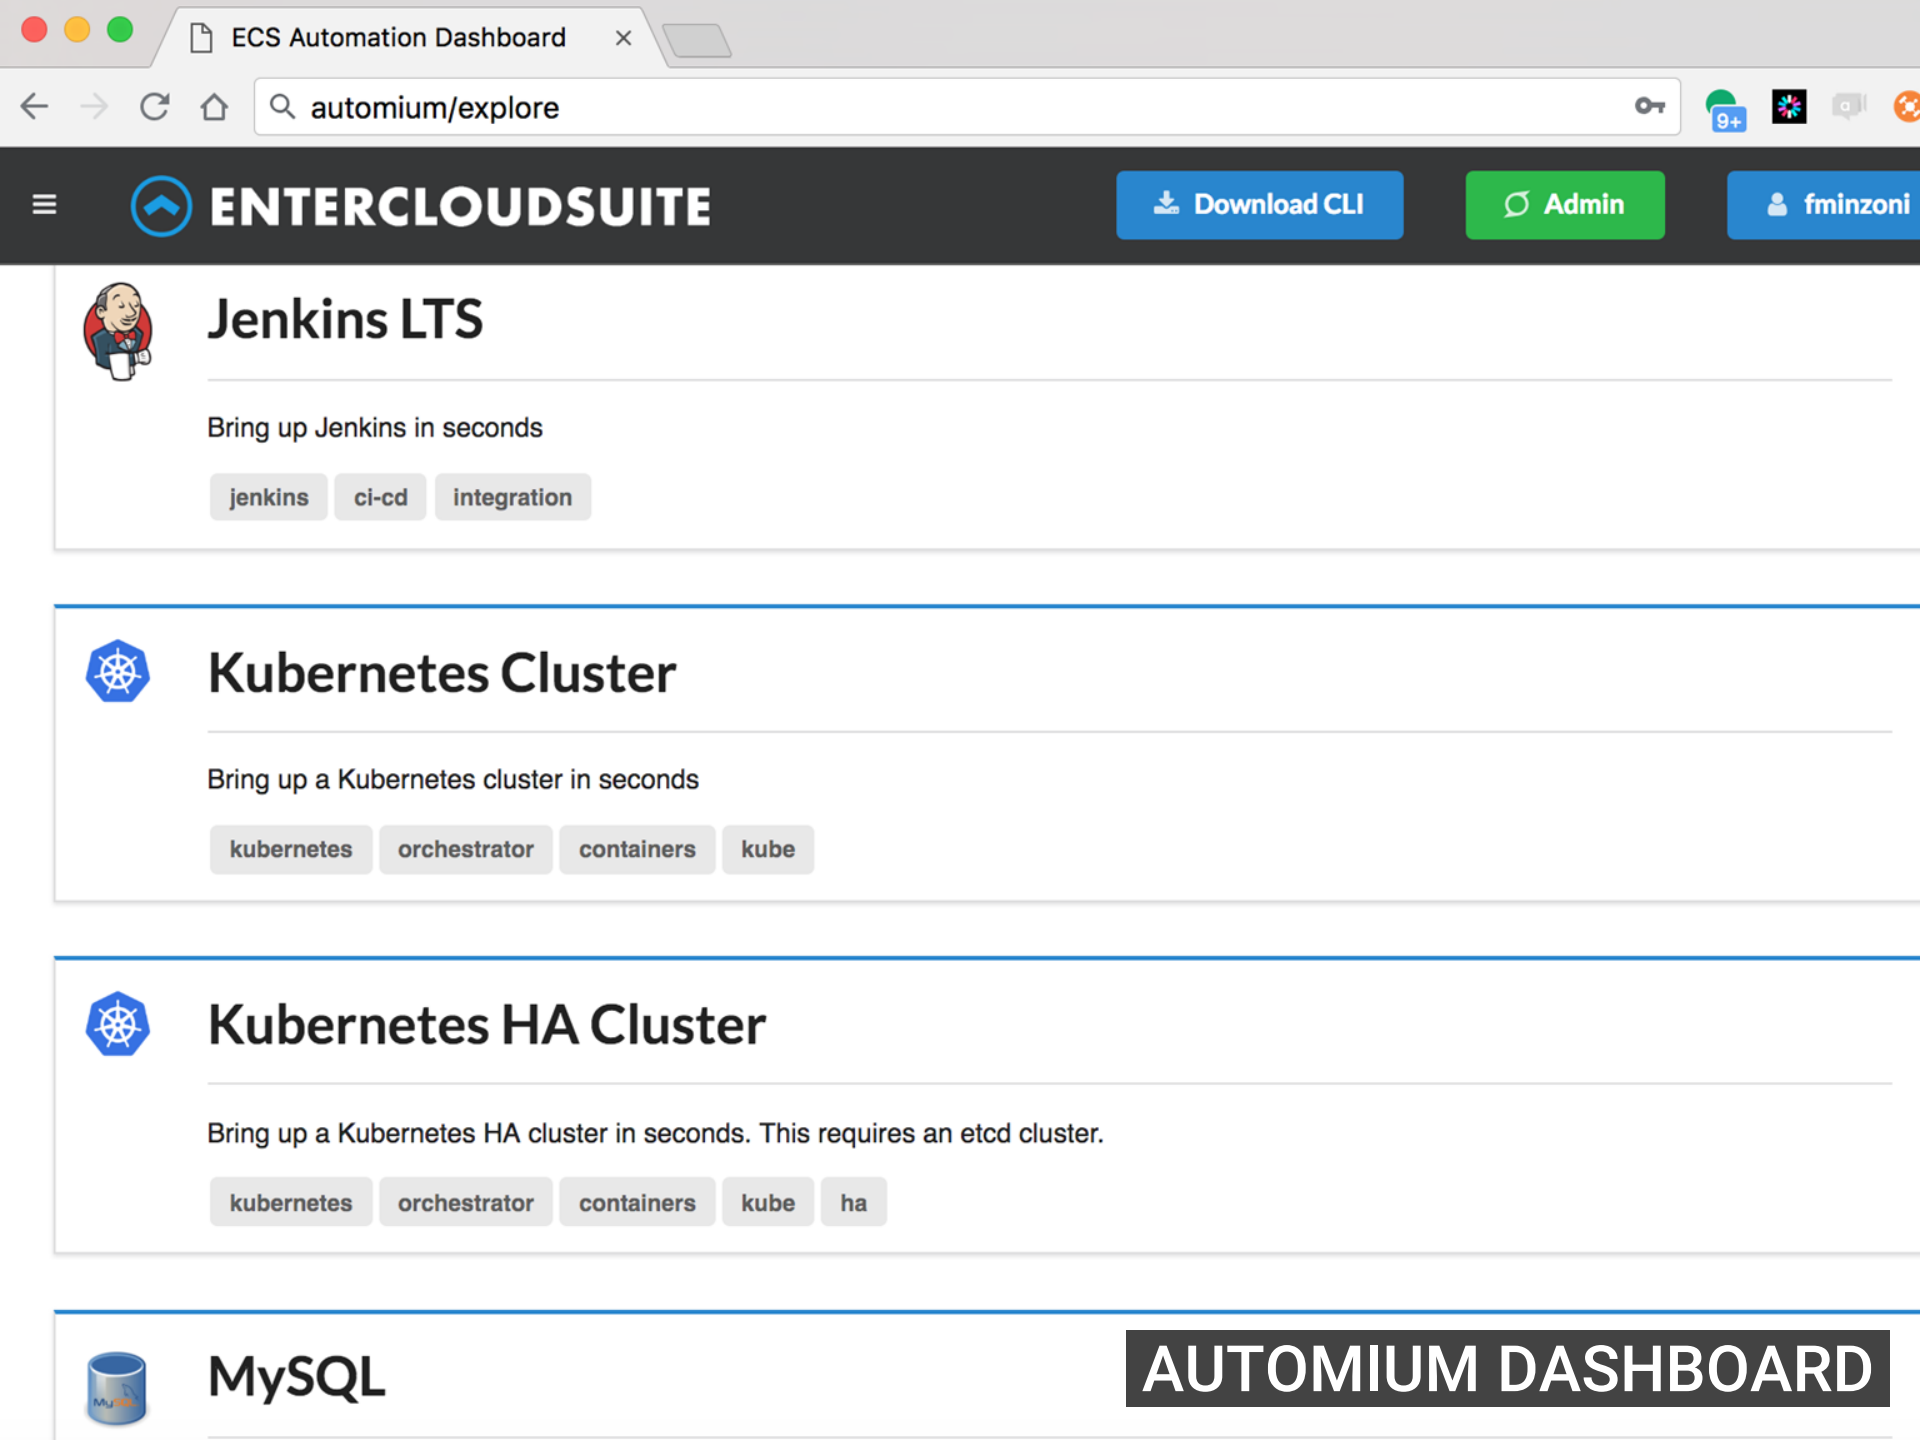 ECS Automation Dashboard
automium/explore
9+
a
ENTERCLOUDSUITE
Download CLI
Admin
fminzoni
Jenkins LTS
Bring up Jenkins in seconds
jenkins ci-cd integration
Kubernetes Cluster
Bring up a Kubernetes cluster in seconds
kubernetes orchestrator containers kube
Kubernetes HA Cluster
Bring up a Kubernetes HA cluster in seconds. This requires an etcd cluster.
kubernetes orchestrator containers kube ha
MySQL
MySQL
AUTOMIUM DASHBOARD